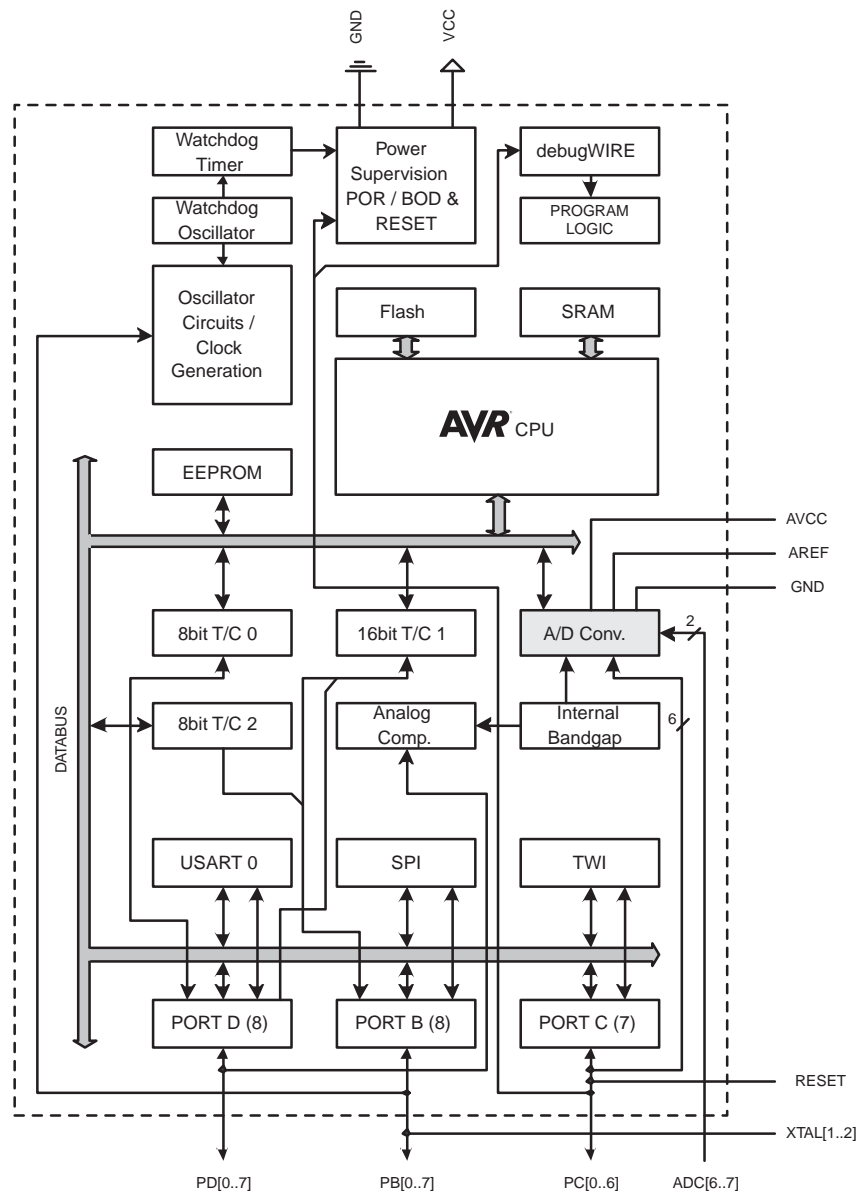 GND
VCC
Watchdog
Timer
Power
Supervision
POR / BOD &
RESET
debugWIRE
Watchdog
Oscillator
PROGRAM
LOGIC
Oscillator
Circuits /
Clock
Generation
Flash
SRAM
AVR CPU
EEPROM
AVCC
AREF
GND
8bit T/C 0
16bit T/C 1
A/D Conv.
2
8bit T/C 2
Analog
Comp.
Internal
Bandgap
6
DATABUS
USART 0
SPI
TWI
PORT D (8)
PORT B (8)
PORT C (7)
RESET
XTAL[1..2]
PD[0..7]
PB[0..7]
PC[0..6]
ADC[6..7]